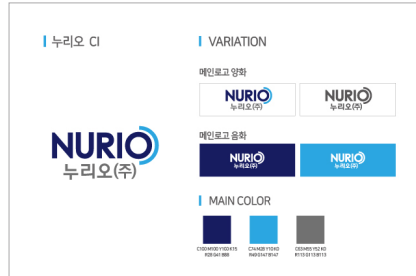 누리오 CI
NURIO
누리오(주)
VARIATION
메인로고 양화
NURIO
누리오(주)
NURIO
누리오(주)
메인로고 음화
NURIO
누리오(주)
NURIO
누리오(주)
MAIN COLOR